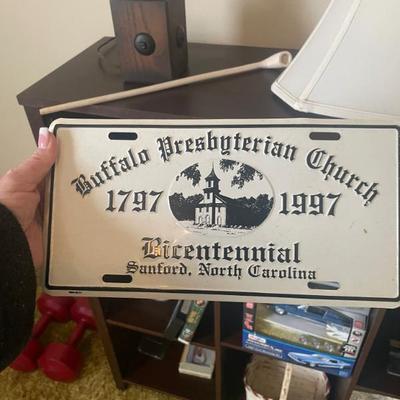 Buffalo Presbyterian Church
1797 1997
Bicentennial
Sanford, North Carolina